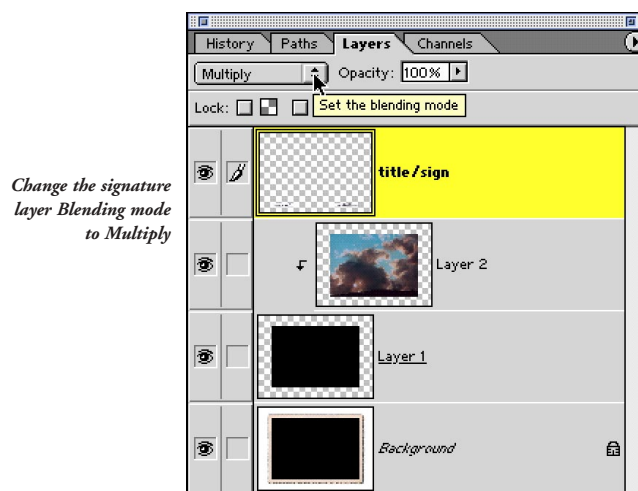 History Paths Layers Channels
Multiply Opacity: 100%
Lock: Set the blending mode
title/sign
Change the signature
layer Blending mode
to Multiply
Layer 2
Layer 1
Background